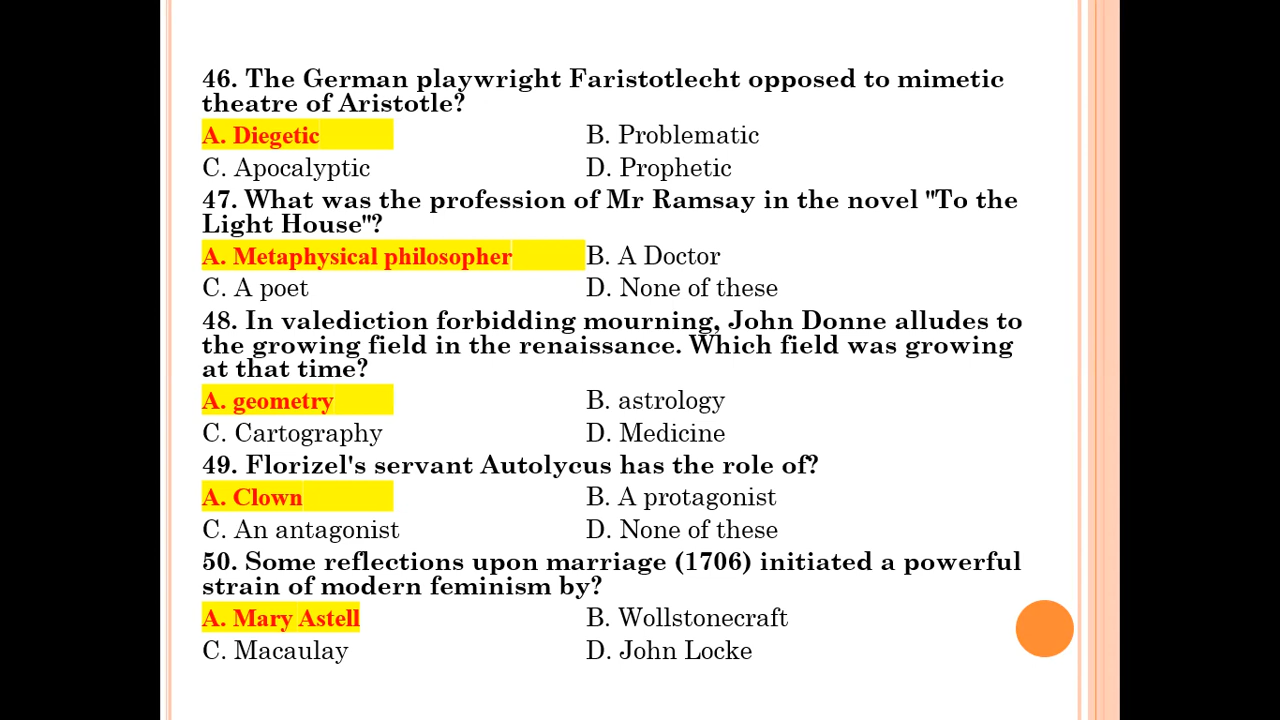 46. The German playwright Faristotlecht opposed to mimetic
theatre of Aristotle?
A. Diegetic B. Problematic
C. Apocalyptic D. Prophetic
47. What was the profession of Mr Ramsay in the novel "To the
Light House"?
A. Metaphysical philosopher B. A Doctor
C. A poet D. None of these
48. In valediction forbidding mourning, John Donne alludes to
the growing field in the renaissance. Which field was growing
at that time?
A. geometry B. astrology
C. Cartography D. Medicine
49. Florizel's servant Autolycus has the role of?
A. Clown B. A protagonist
C. An antagonist D. None of these
50. Some reflections upon marriage (1706) initiated a powerful
strain of modern feminism by?
A. Mary Astell B. Wollstonecraft
C. Macaulay D. John Locke